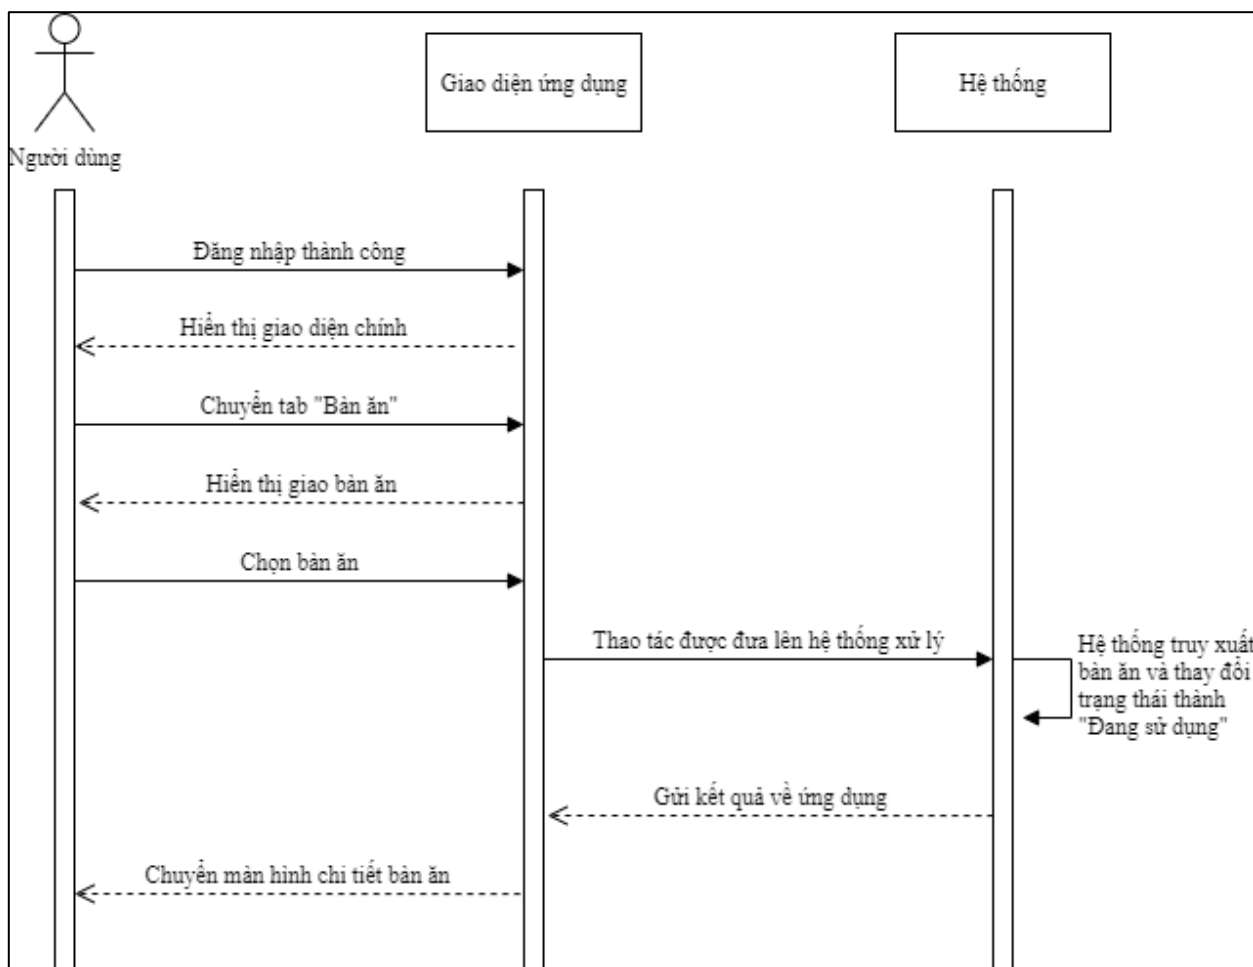 Người dùng
Giao diện ứng dụng
Hệ thống
Đăng nhập thành công
Hiển thị giao diện chính
Chuyển tab "Bàn ăn"
Hiển thị giao bàn ăn
Chọn bàn ăn
Thao tác được đưa lên hệ thống xử lý
Hệ thống truy xuất
bàn ăn và thay đổi
trạng thái thành
"Đang sử dụng"
Gửi kết quả về ứng dụng
Chuyển màn hình chi tiết bàn ăn